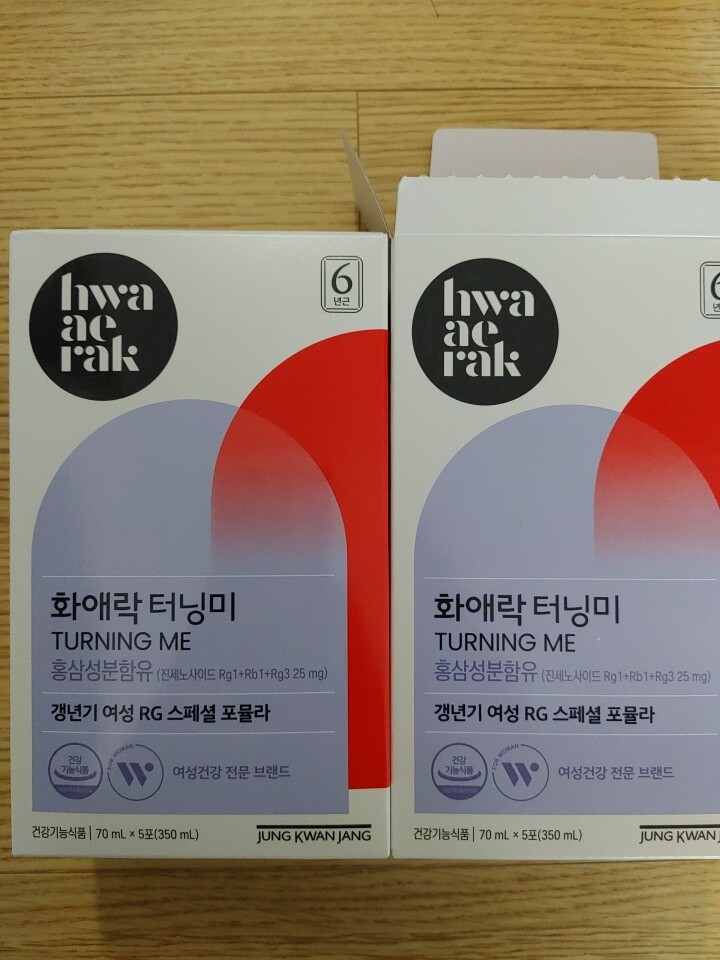 hwa
ae
rak
6
년근
화애락 터닝미
TURNING ME
홍삼성분함유 (진세노사이드 Rg1+Rb1+Rg3 25 mg)
갱년기 여성 RG 스페셜 포뮬라
건강
기능식품
FOR WOMAN
W
여성건강 전문 브랜드
건강기능식품 | 70 mL × 5포(350 mL)
JUNG KWAN JANG
hwa
ae
rak
6
화애락 터닝미
TURNING ME
홍삼성분함유 (진세노사이드 Rg1+Rb1+Rg3 25 mg)
갱년기 여성 RG 스페셜 포뮬라
건강
기능식품
FOR WOMAN
W
여성건강 전문 브랜드
건강기능식품 | 70 mL × 5포(350 mL)
JUNG KWAN J